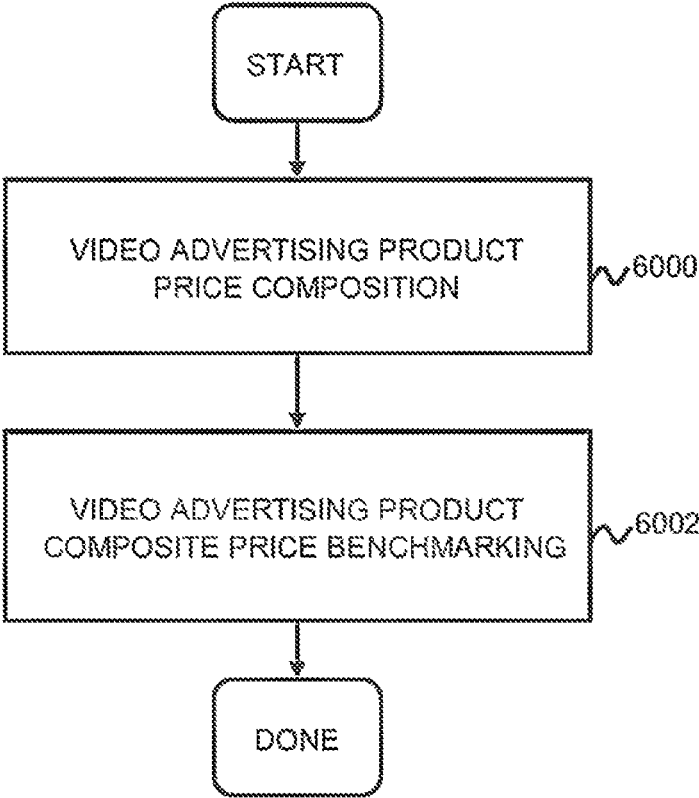 START
VIDEO ADVERTISING PRODUCT
PRICE COMPOSITION
6000
VIDEO ADVERTISING PRODUCT
COMPOSITE PRICE BENCHMARKING
6002
DONE